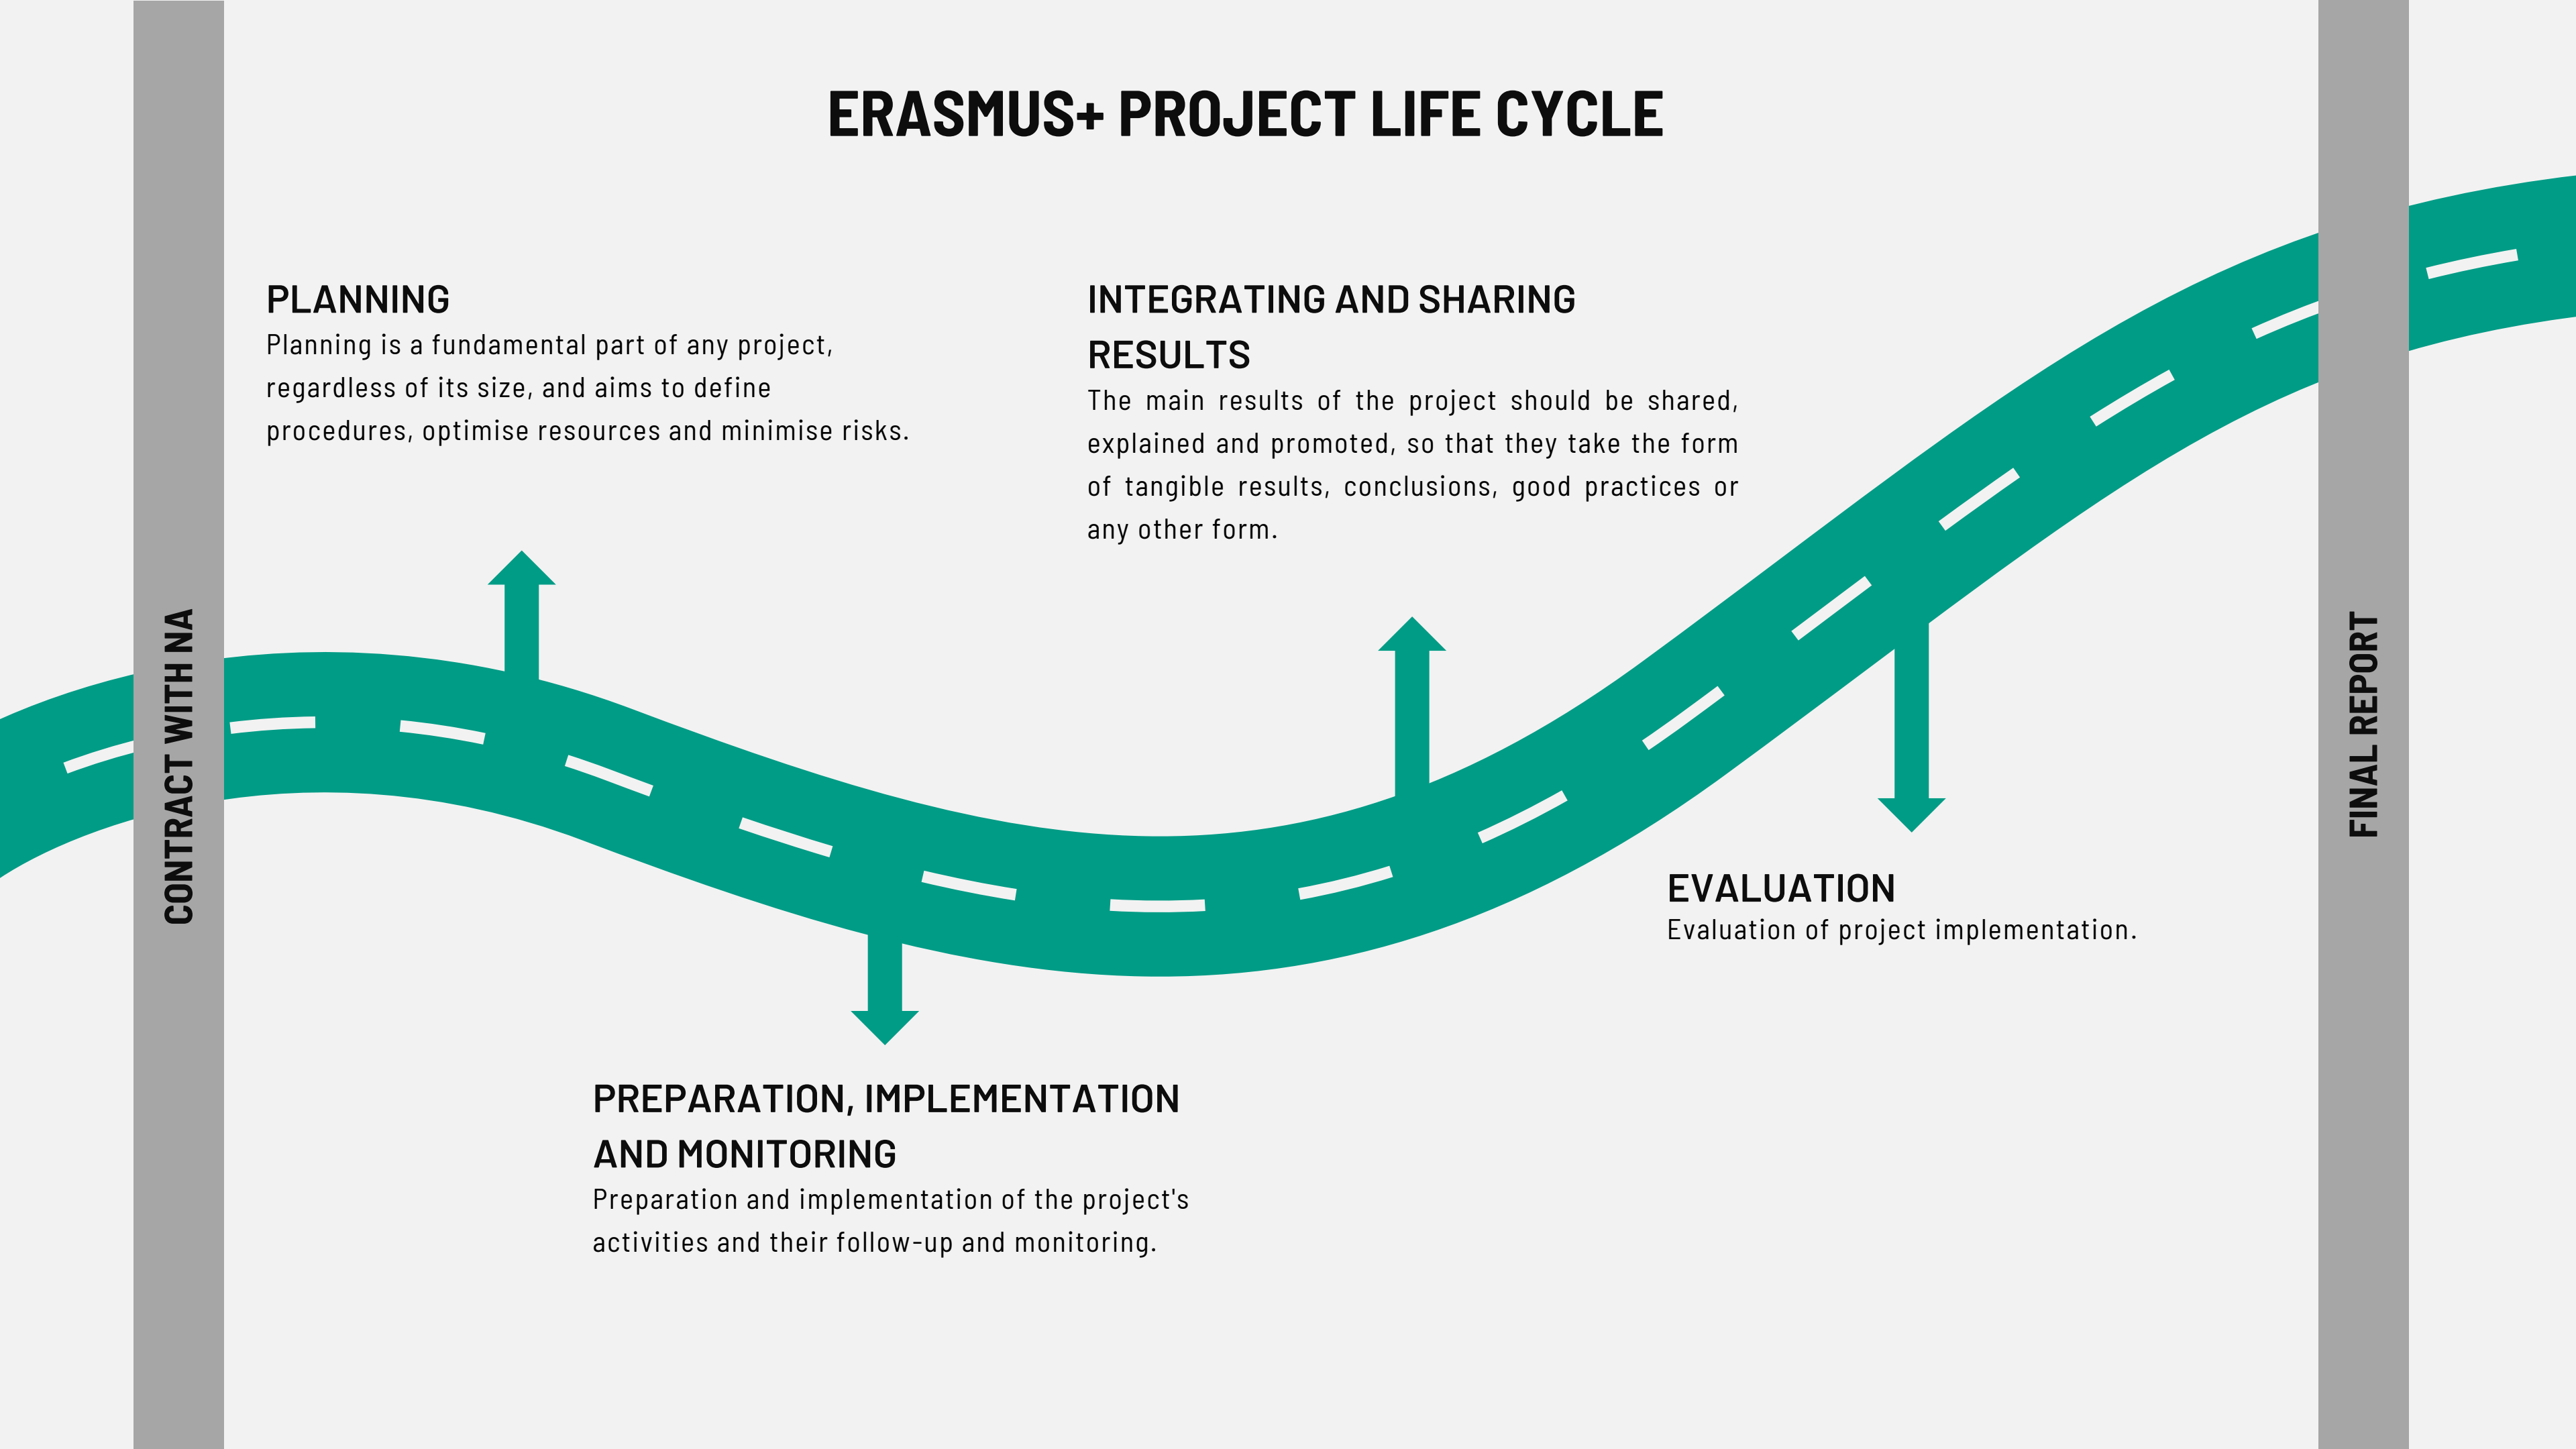 ERASMUS+ PROJECT LIFE CYCLE
CONTRACT WITH NA
PLANNING
Planning is a fundamental part of any project,
regardless of its size, and aims to define
procedures, optimise resources and minimise risks.
PREPARATION, IMPLEMENTATION
AND MONITORING
Preparation and implementation of the project's
activities and their follow-up and monitoring.
INTEGRATING AND SHARING
RESULTS
The main results of the project should be shared,
explained and promoted, so that they take the form
of tangible results, conclusions, good practices or
any other form.
EVALUATION
Evaluation of project implementation.
FINAL REPORT